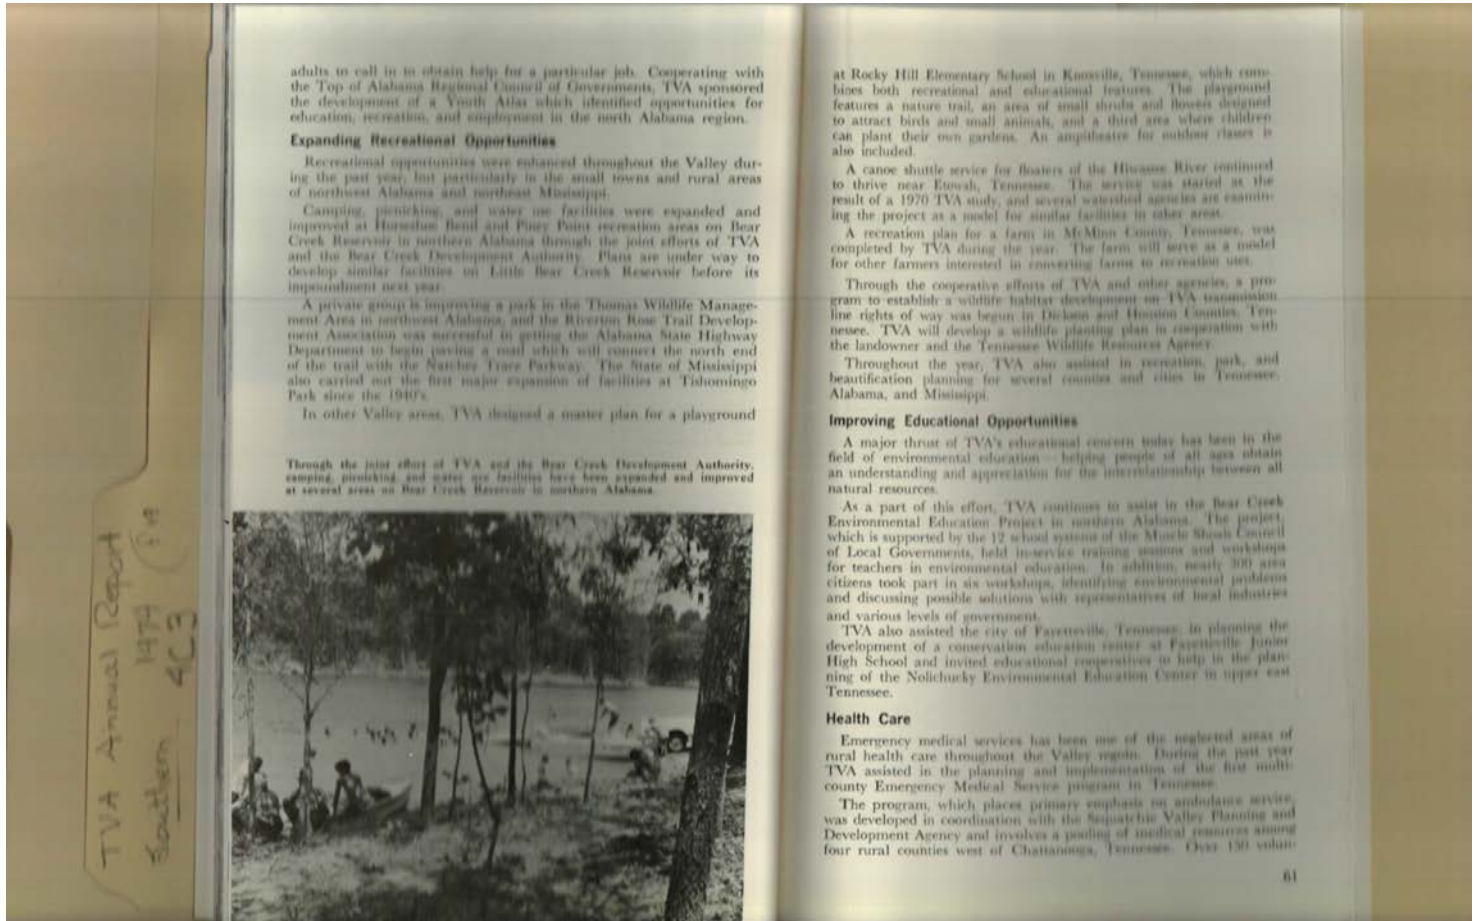 adults to call in to obtain help for a particular job. Cooperating with
the Top of Alabama Regional Council of Governments, TVA sponsored
the development of a Youth Atlas which identified opportunities for
education, recreation, and employment in the north Alabama region.
Expanding Recreational Opportunities
Recreational opportunities were enhanced throughout the Valley dur-
ing the past year, but particularly in the small towns and rural areas
of northwest Alabama and northeast Mississippi.
Camping, picnicking, and water use facilities were expanded and
improved at Horseshoe Bend and Piney Point recreation areas on Bear
Creek Reservoir in northern Alabama through the joint efforts of TVA
and the Bear Creek Development Authority. Plans are under way to
develop similar facilities on Little Bear Creek Reservoir before its
impoundment next year.
A private group is improving a park in the Thomas Wildlife Manage-
ment Area in northwest Alabama, and the Riverton Rose Trail Develop-
ment Association was successful in getting the Alabama State Highway
Department to begin paving a road which will connect the north end
of the trail with the Natchez Trace Parkway. The State of Mississippi
also carried out the first major expansion of facilities at Tishomingo
Park since the 1940's.
In other Valley areas, TVA designed a master plan for a playground
Through the joint effort of TVA and the Bear Creek Development Authority,
camping, picnicking, and water use facilities have been expanded and improved
at several areas on Bear Creek Reservoir in northern Alabama.
at Rocky Hill Elementary School in Knoxville, Tennessee, which com-
bines both recreational and educational features. The playground
features a nature trail, an area of small shrubs and flowers designed
to attract birds and small animals, and a third area where children
can plant their own gardens. An ampitheatre for outdoor classes is
also included.
A canoe shuttle service for floaters of the Hiwassee River continued
to thrive near Etowah, Tennessee. The service was started as the
result of a 1970 TVA study, and several watershed agencies are examin-
ing the project as a model for similar facilities in other areas.
A recreation plan for a farm in McMinn County, Tennessee, was
completed by TVA during the year. The farm will serve as a model
for other farmers interested in converting farms to recreation uses.
Through the cooperative efforts of TVA and other agencies, a pro-
gram to establish a wildlife habitat development on TVA transmission
line rights of way was begun in Dickson and Houston Counties, Ten-
nessee. TVA will develop a wildlife planting plan in cooperation with
the landowner and the Tennessee Wildlife Resources Agency.
Throughout the year, TVA also assisted in recreation, park, and
beautification planning for several counties and cities in Tennessee,
Alabama, and Mississippi.
Improving Educational Opportunities
A major thrust of TVA's educational concern today has been in the
field of environmental education—helping people of all ages obtain
an understanding and appreciation for the interrelationship between all
natural resources.
As a part of this effort, TVA continues to assist in the Bear Creek
Environmental Education Project in northern Alabama. The project,
which is supported by the 12 school systems of the Muscle Shoals Council
of Local Governments, held in-service training sessions and workshops
for teachers in environmental education. In addition, nearly 300 area
citizens took part in six workshops, identifying environmental problems
and discussing possible solutions with representatives of local industries
and various levels of government.
TVA also assisted the city of Fayetteville, Tennessee, in planning the
development of a conservation education center at Fayetteville Junior
High School and invited educational cooperatives to help in the plan-
ning of the Nolichucky Environmental Education Center in upper east
Tennessee.
Health Care
Emergency medical services has been one of the neglected areas of
rural health care throughout the Valley regoin. During the past year
TVA assisted in the planning and implementation of the first multi-
county Emergency Medical Service program in Tennessee.
The program, which places primary emphasis on ambulance service,
was developed in coordination with the Sequatchie Valley Planning and
Development Agency and involves a pooling of medical resources among
four rural counties west of Chattanooga, Tennessee. Over 150 volun-
61
TVA Annual Report
1974
4C3